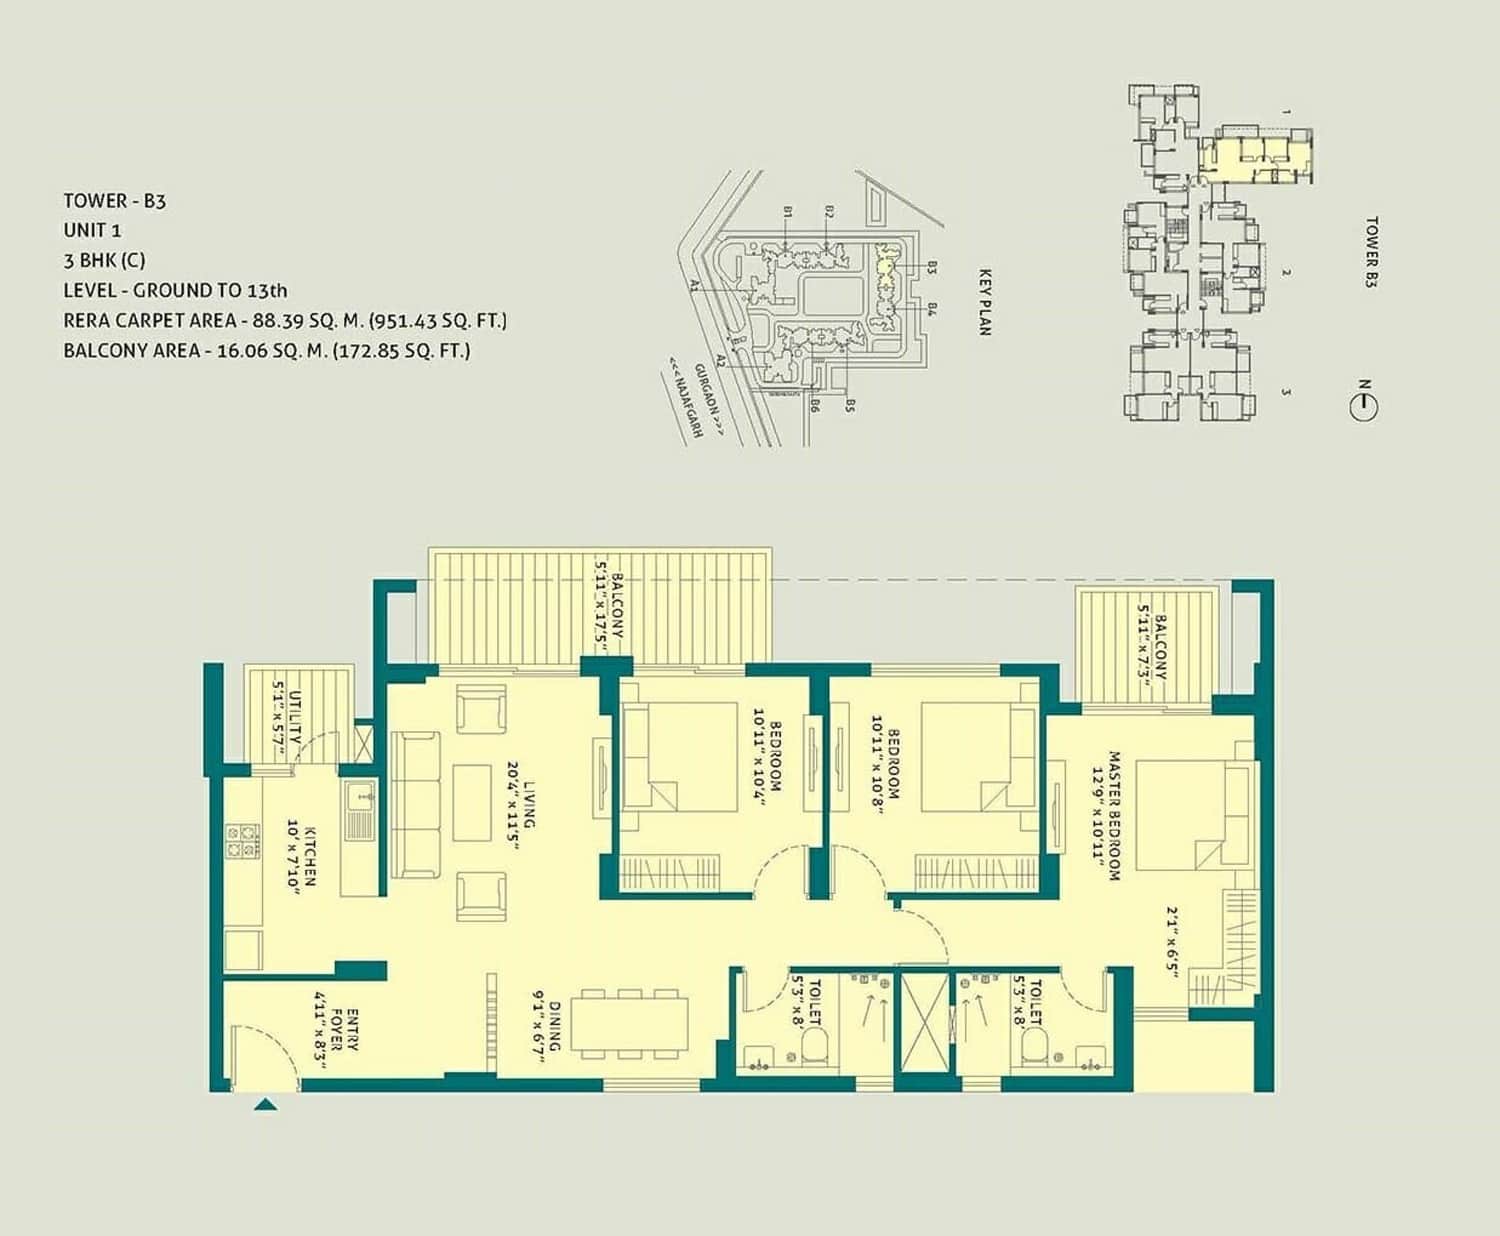 TOWER - B3
UNIT 1
3 BHK (C)
LEVEL - GROUND TO 13th
RERA CARPET AREA - 88.39 SQ. M. (951.43 SQ. FT.)
BALCONY AREA - 16.06 SQ. M. (172.85 SQ. FT.)
B1
B2
B3
B4
A1
A2
B6
B5
GURGAON >>>
<<< NAJAFGARH
KEY PLAN
1
2
3
TOWER B3
N
BALCONY
5'11" x 17'5"
BALCONY
5'11" x 7'3"
UTILITY
5'1" x 5'7"
LIVING
20'4" x 11'5"
BEDROOM
10'11" x 10'4"
BEDROOM
10'11" x 10'8"
MASTER BEDROOM
12'9" x 10'11"
KITCHEN
10' x 7'10"
2'1" x 6'5"
ENTRY
FOYER
4'11" x 8'3"
DINING
9'1" x 6'7"
TOILET
5'3" x 8'
TOILET
5'3" x 8'